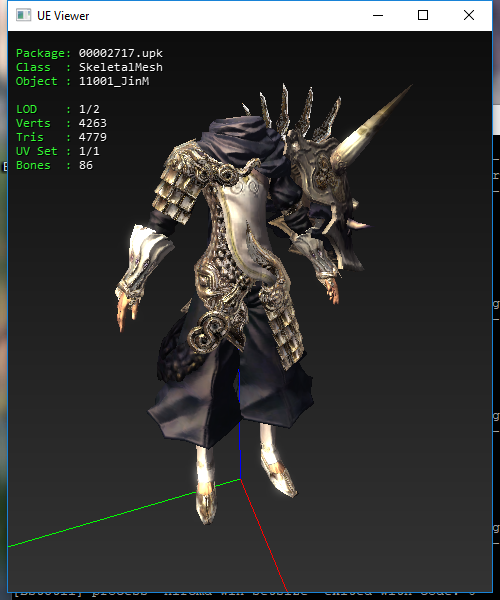 UE Viewer
Package: 00002717.upk
Class : SkeletalMesh
Object : 11001_JinM
LOD : 1/2
Verts : 4263
Tris : 4779
UV Set : 1/1
Bones : 86